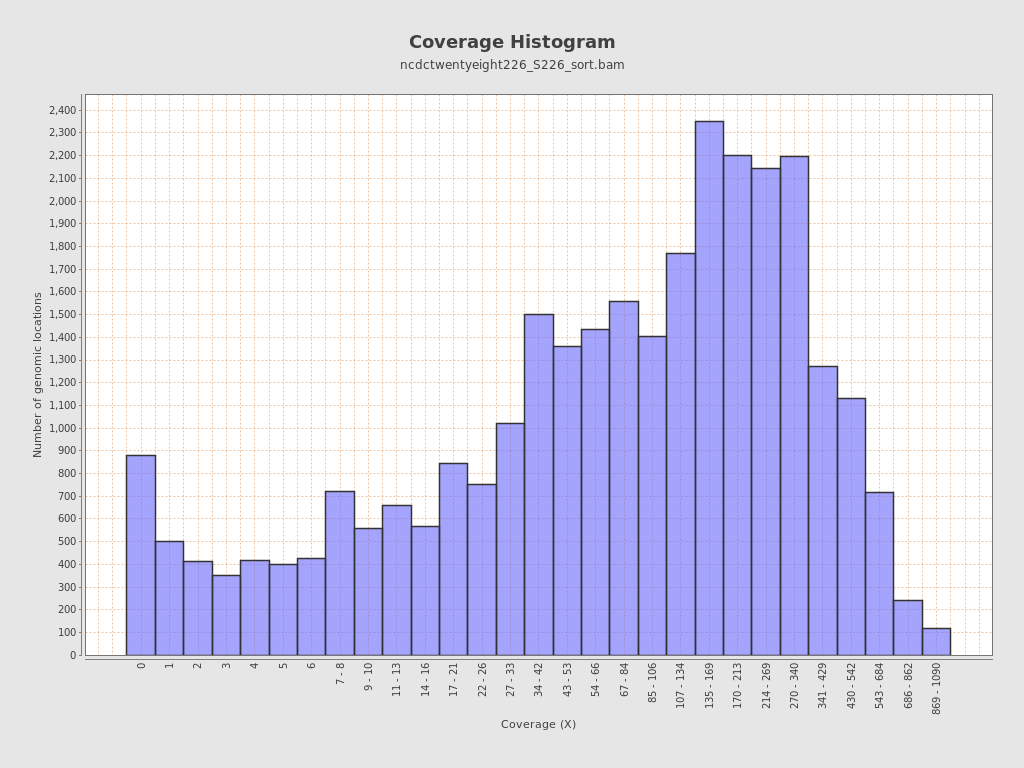 Coverage Histogram
ncdctwentyeight226_S226_sort.bam
Number of genomic locations
2,400
2,300
2,200
2,100
2,000
1,900
1,800
1,700
1,600
1,500
1,400
1,300
1,200
1,100
1,000
900
800
700
600
500
400
300
200
100
0
0
1
2
3
4
5
6
7 - 8
9 - 10
11 - 13
14 - 16
17 - 21
22 - 26
27 - 33
34 - 42
43 - 53
54 - 66
67 - 84
85 - 106
107 - 134
135 - 169
170 - 213
214 - 269
270 - 340
341 - 429
430 - 542
543 - 684
686 - 862
869 - 1090
Coverage (X)